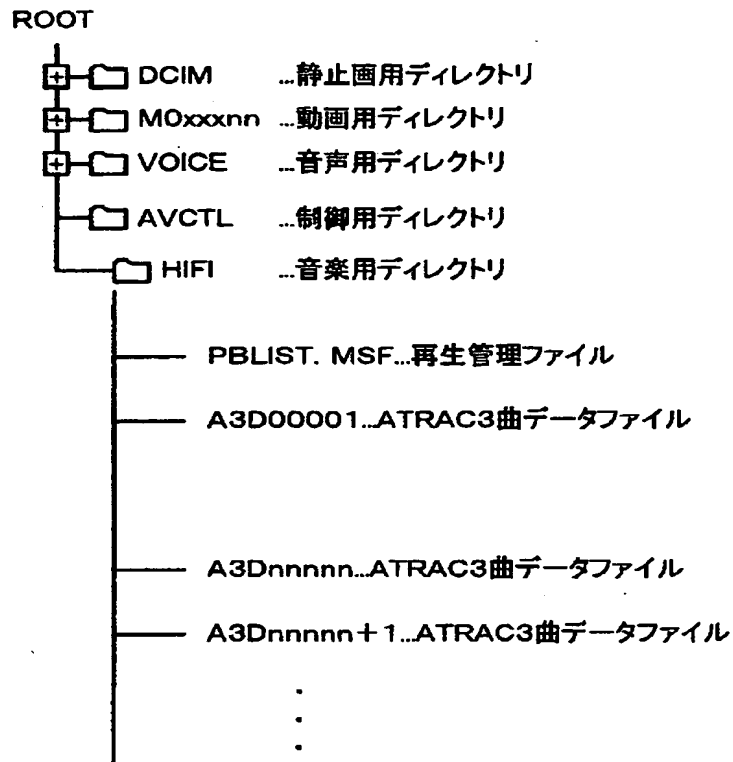 ROOT
DCIM ...静止画用ディレクトリ
MOxxxnn ...動画用ディレクトリ
VOICE ...音声用ディレクトリ
AVCTL ...制御用ディレクトリ
HIFI ...音楽用ディレクトリ
PBLIST. MSF...再生管理ファイル
A3D00001...ATRAC3曲データファイル
A3Dnnnnn...ATRAC3曲データファイル
A3Dnnnnn+1...ATRAC3曲データファイル